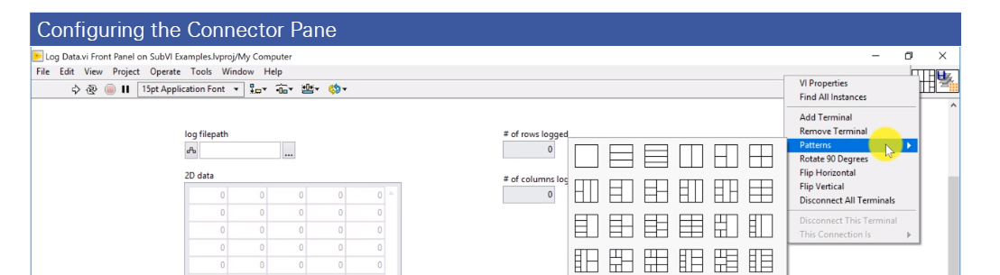 Configuring the Connector Pane
Log Data.vi Front Panel on SubVI Examples.lvproj/My Computer
File Edit View Project Operate Tools Window Help
15pt Application Font
VI Properties
Find All Instances
Add Terminal
Remove Terminal
Patterns
Rotate 90 Degrees
Flip Horizontal
Flip Vertical
Disconnect All Terminals
Disconnect This Terminal
This Connection Is
log filepath
...
2D data
0 0 0 0 0
0 0 0 0 0
0 0 0 0 0
0 0 0 0 0
0 0 0 0 0
# of rows logged
0
# of columns log
0